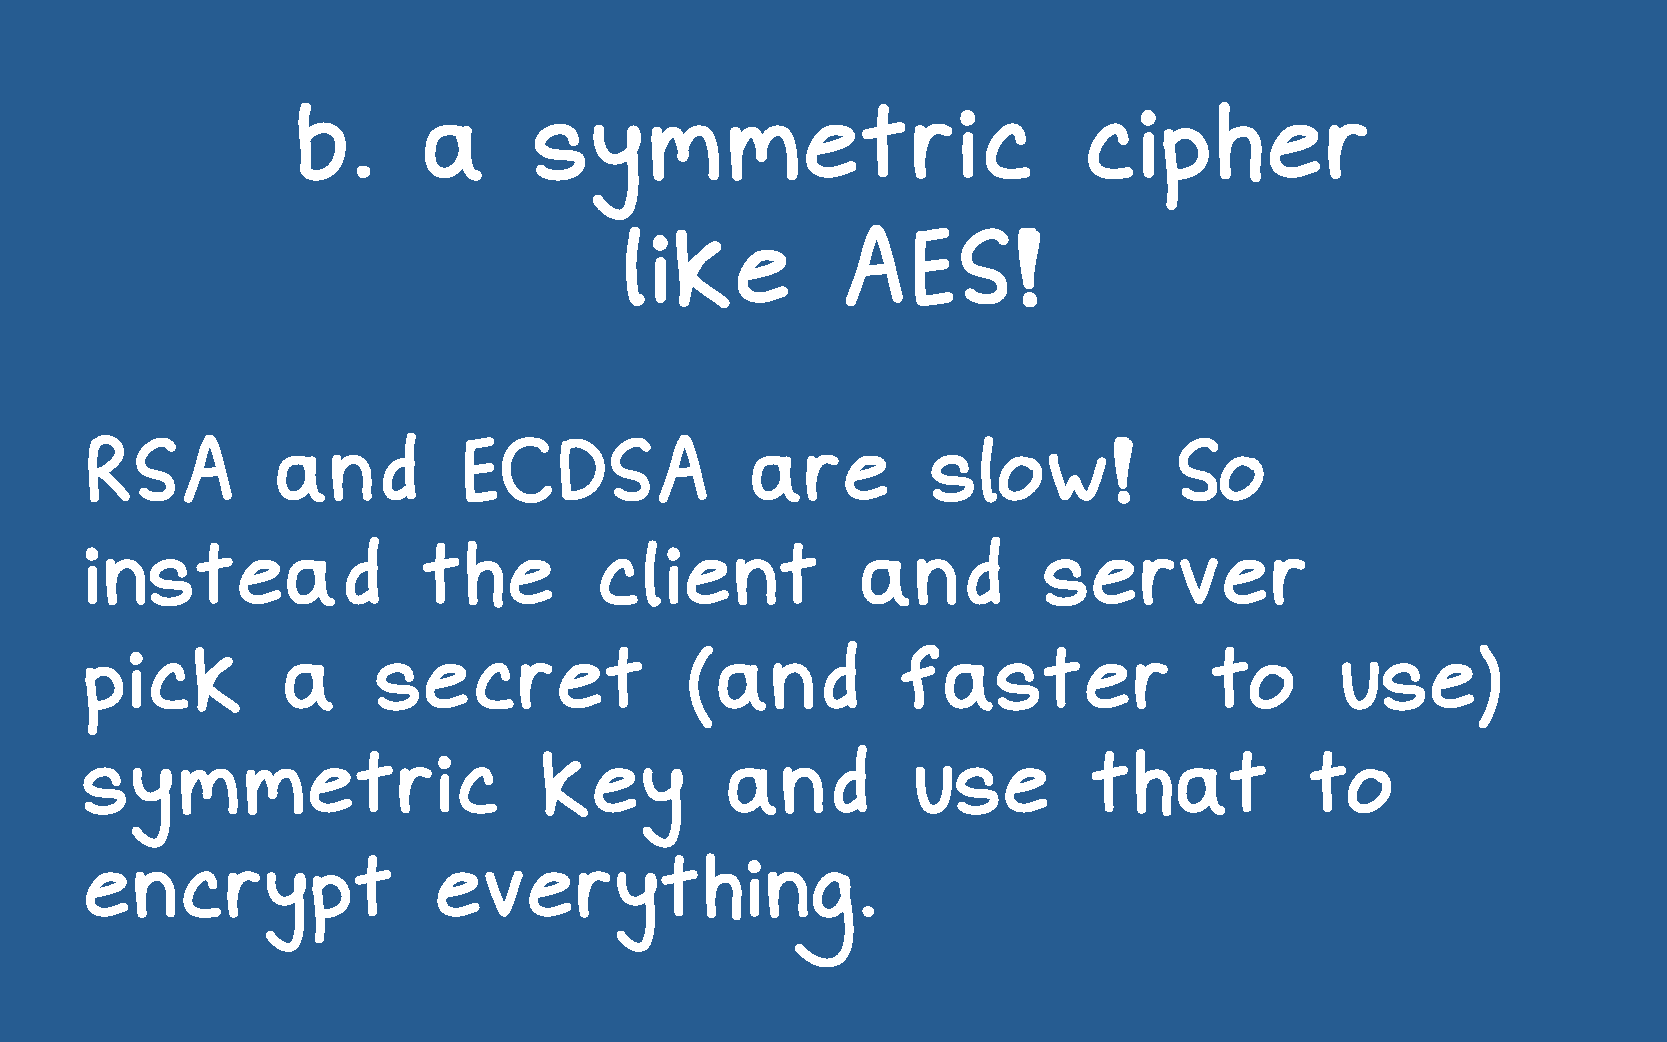 b. a symmetric cipher
like AES!
RSA and ECDSA are slow! So
instead the client and server
pick a secret (and faster to use)
symmetric key and use that to
encrypt everything.